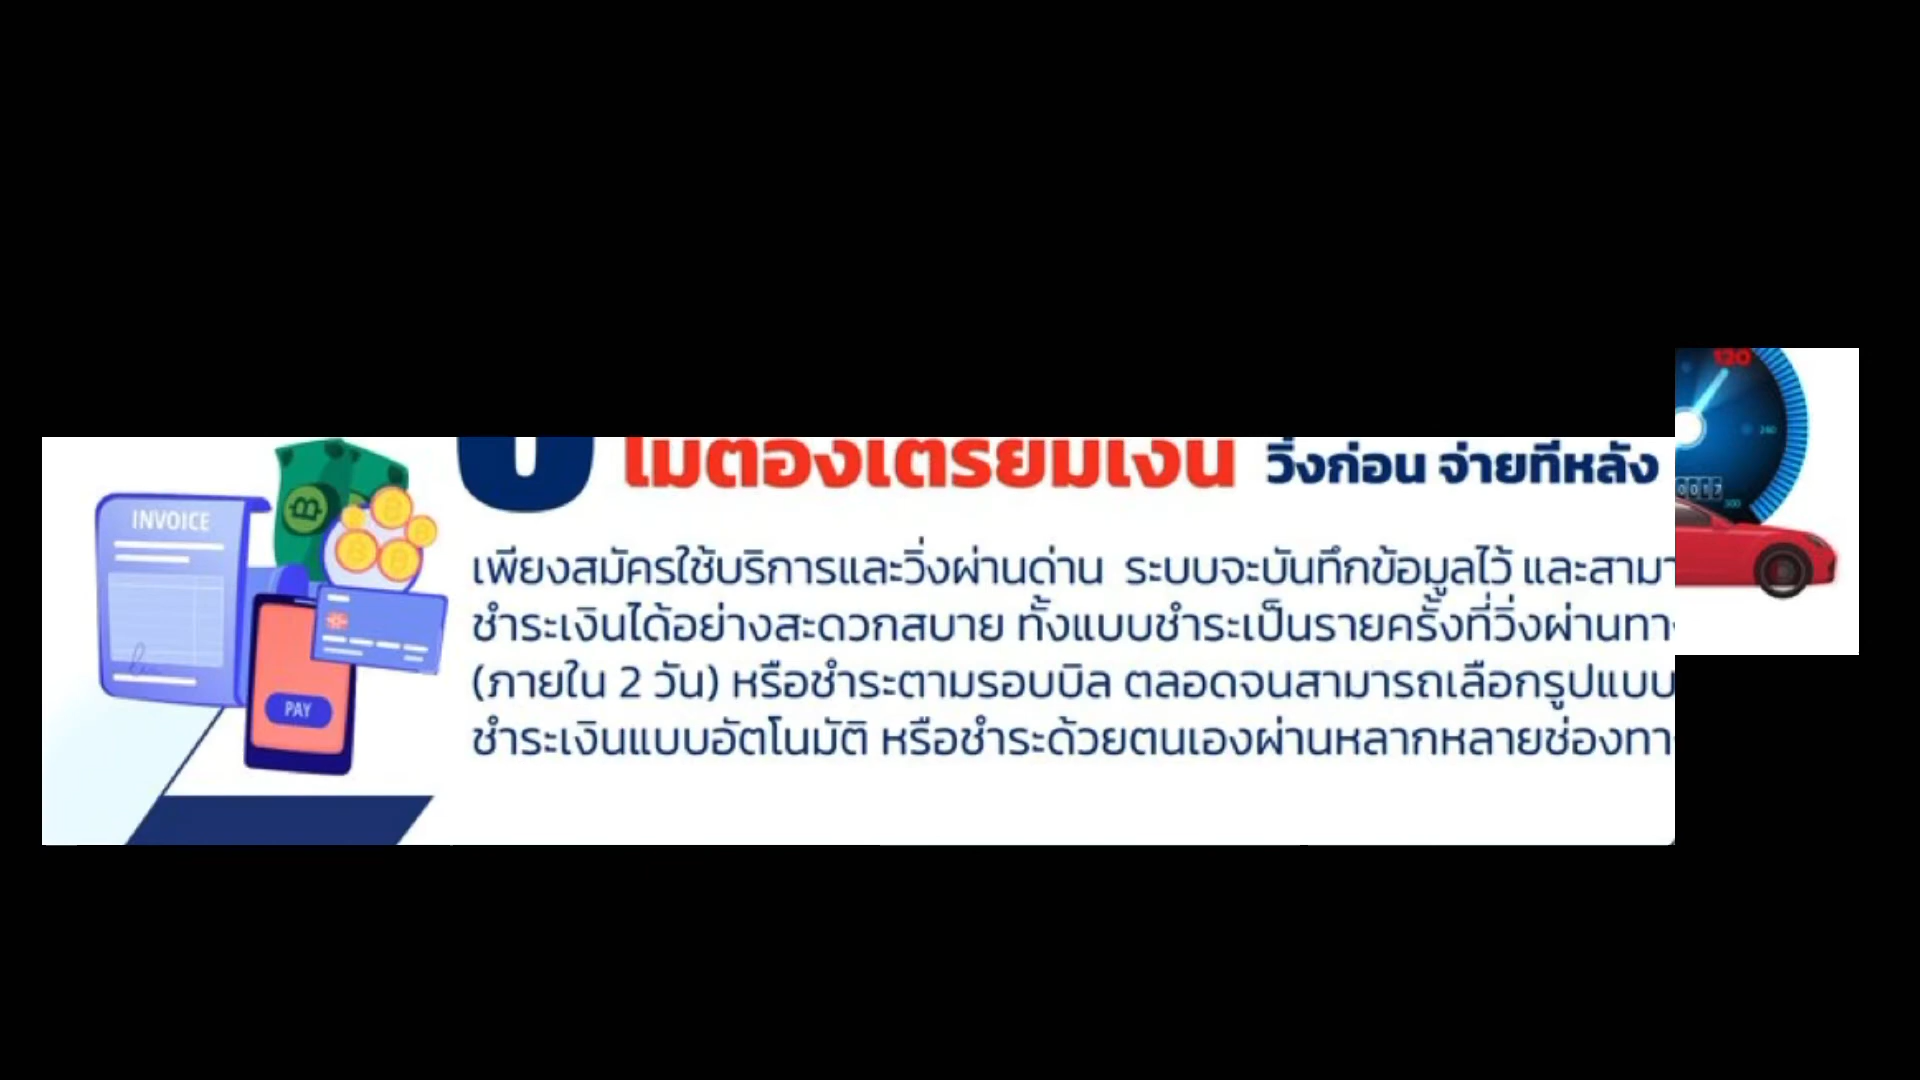 ไม่ต้องเตรียมเงิน วิ่งก่อน จ่ายทีหลัง
เพียงสมัครใช้บริการและวิ่งผ่านด่าน ระบบจะบันทึกข้อมูลไว้ และสามา
ชำระเงินได้อย่างสะดวกสบาย ทั้งแบบชำระเป็นรายครั้งที่วิ่งผ่านทา
(ภายใน 2 วัน) หรือชำระตามรอบบิล ตลอดจนสามารถเลือกรูปแบบ
ชำระเงินแบบอัตโนมัติ หรือชำระด้วยตนเองผ่านหลากหลายช่องทา
INVOICE
PAY
120
240
300